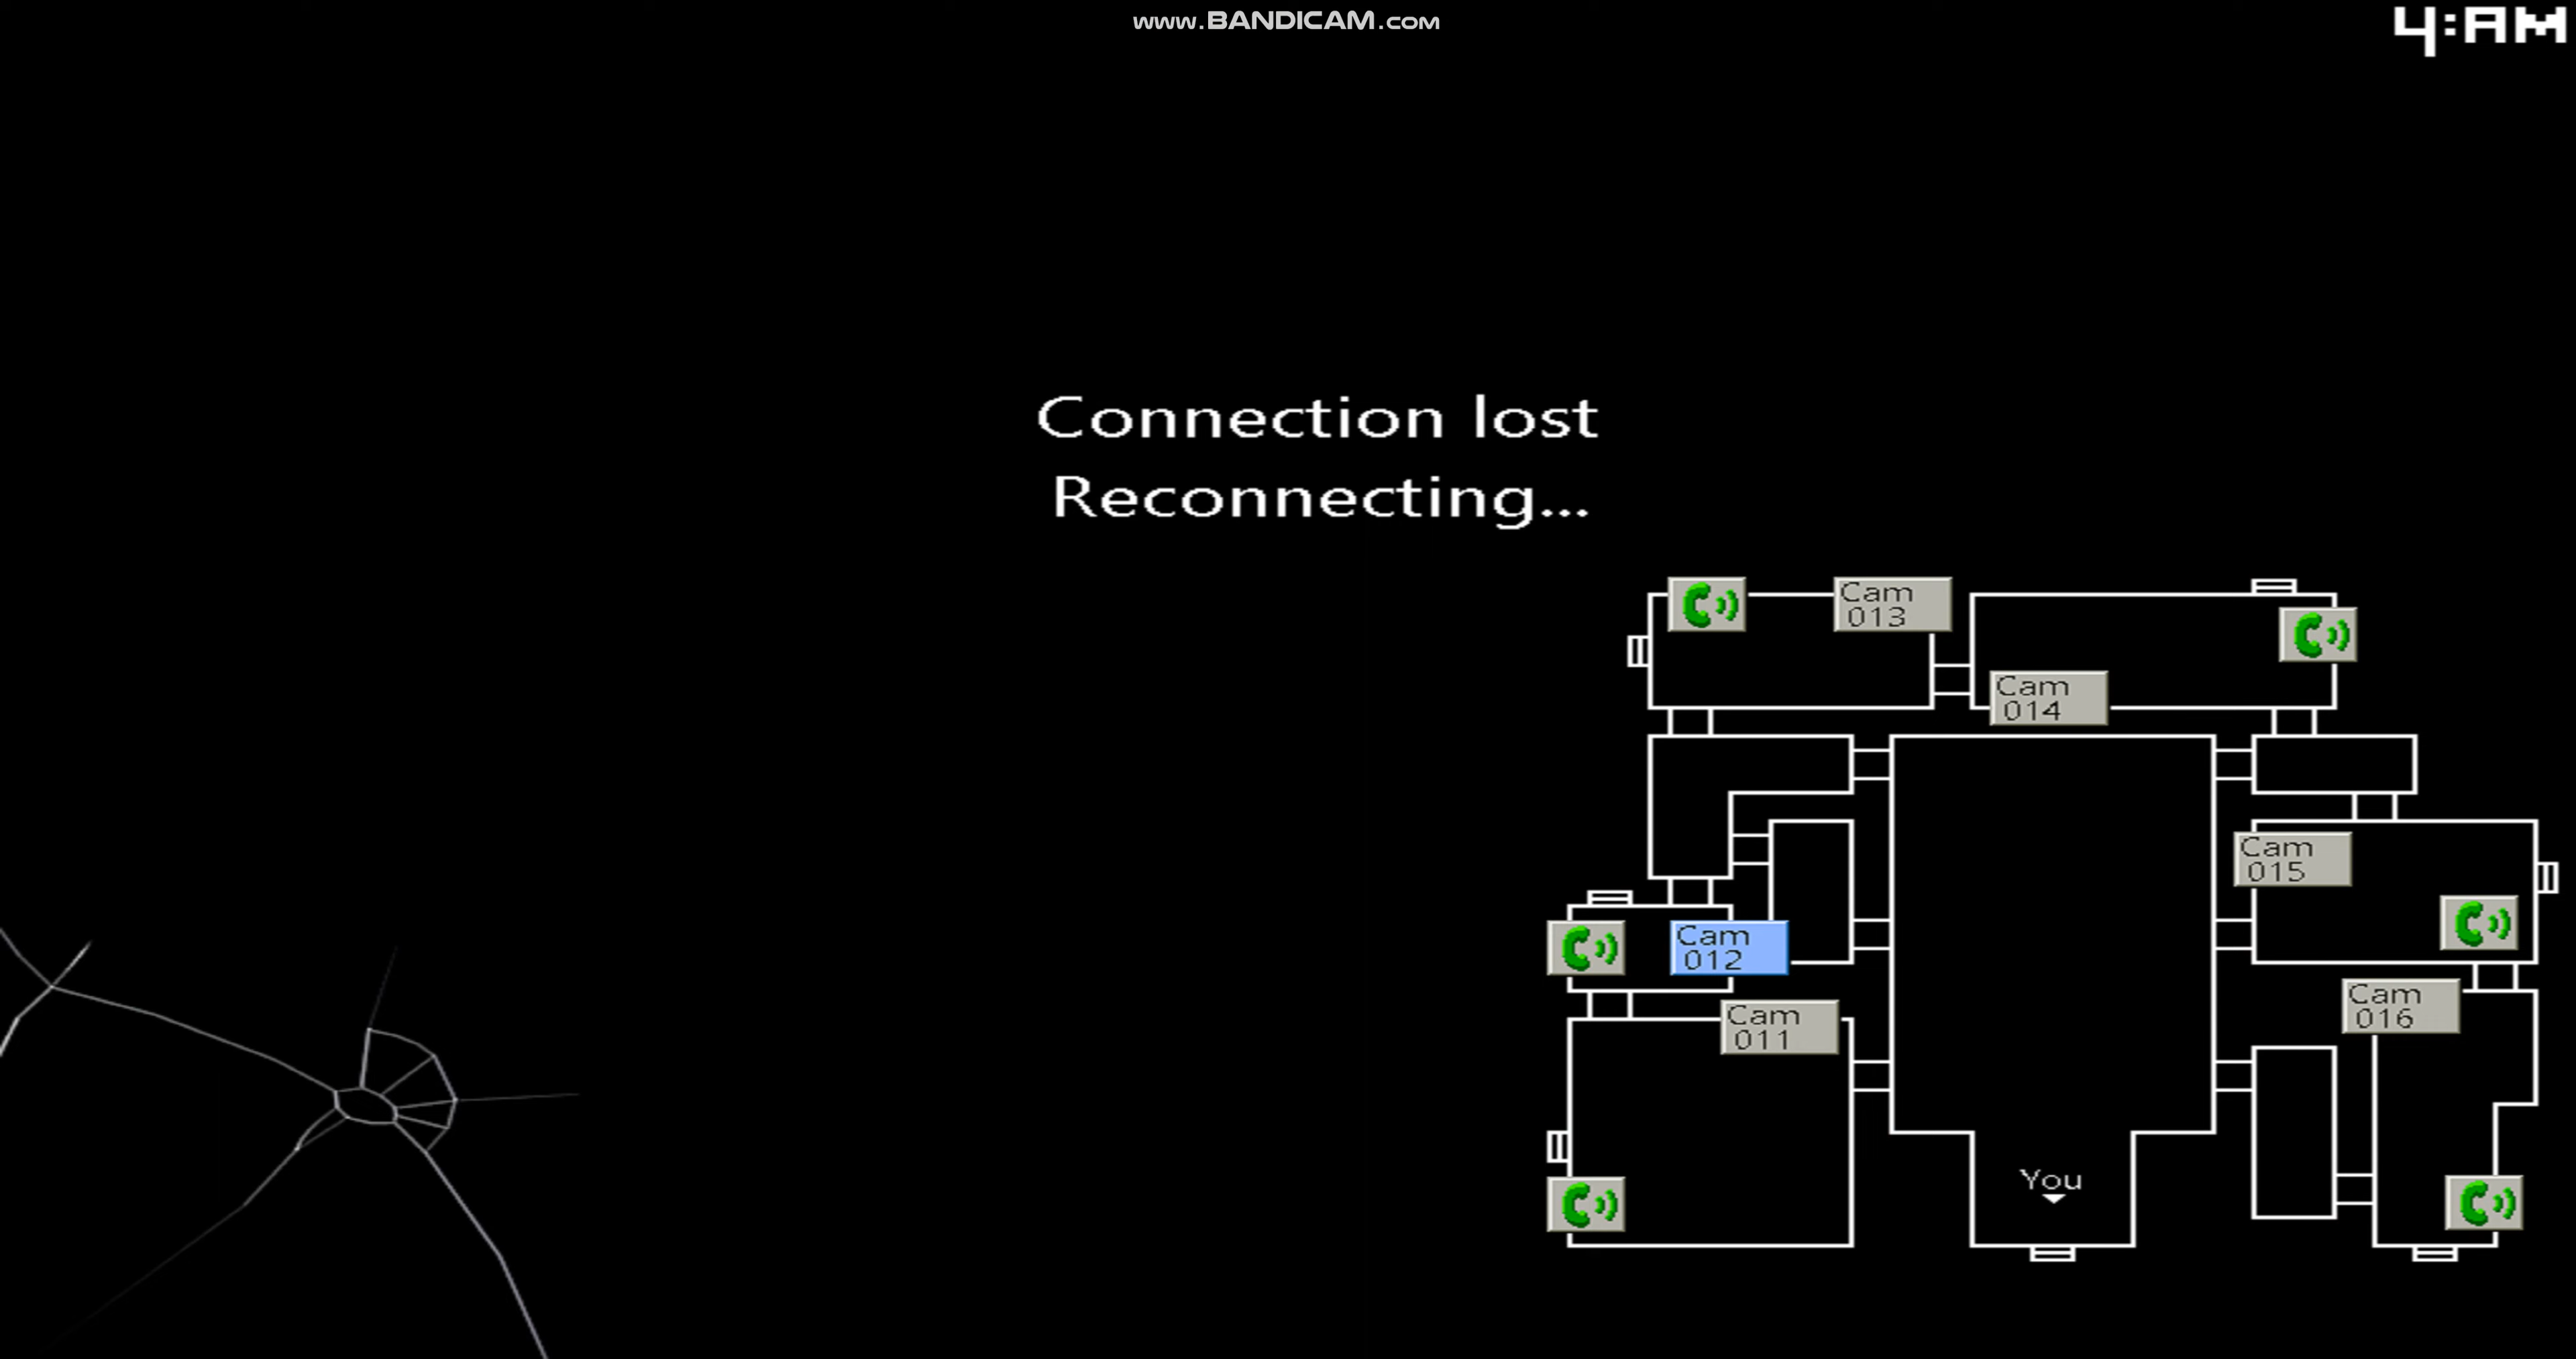 www.BANDICAM.com
4:AM
Connection lost
Reconnecting...
Cam
013
Cam
014
Cam
015
Cam
012
Cam
016
Cam
011
You